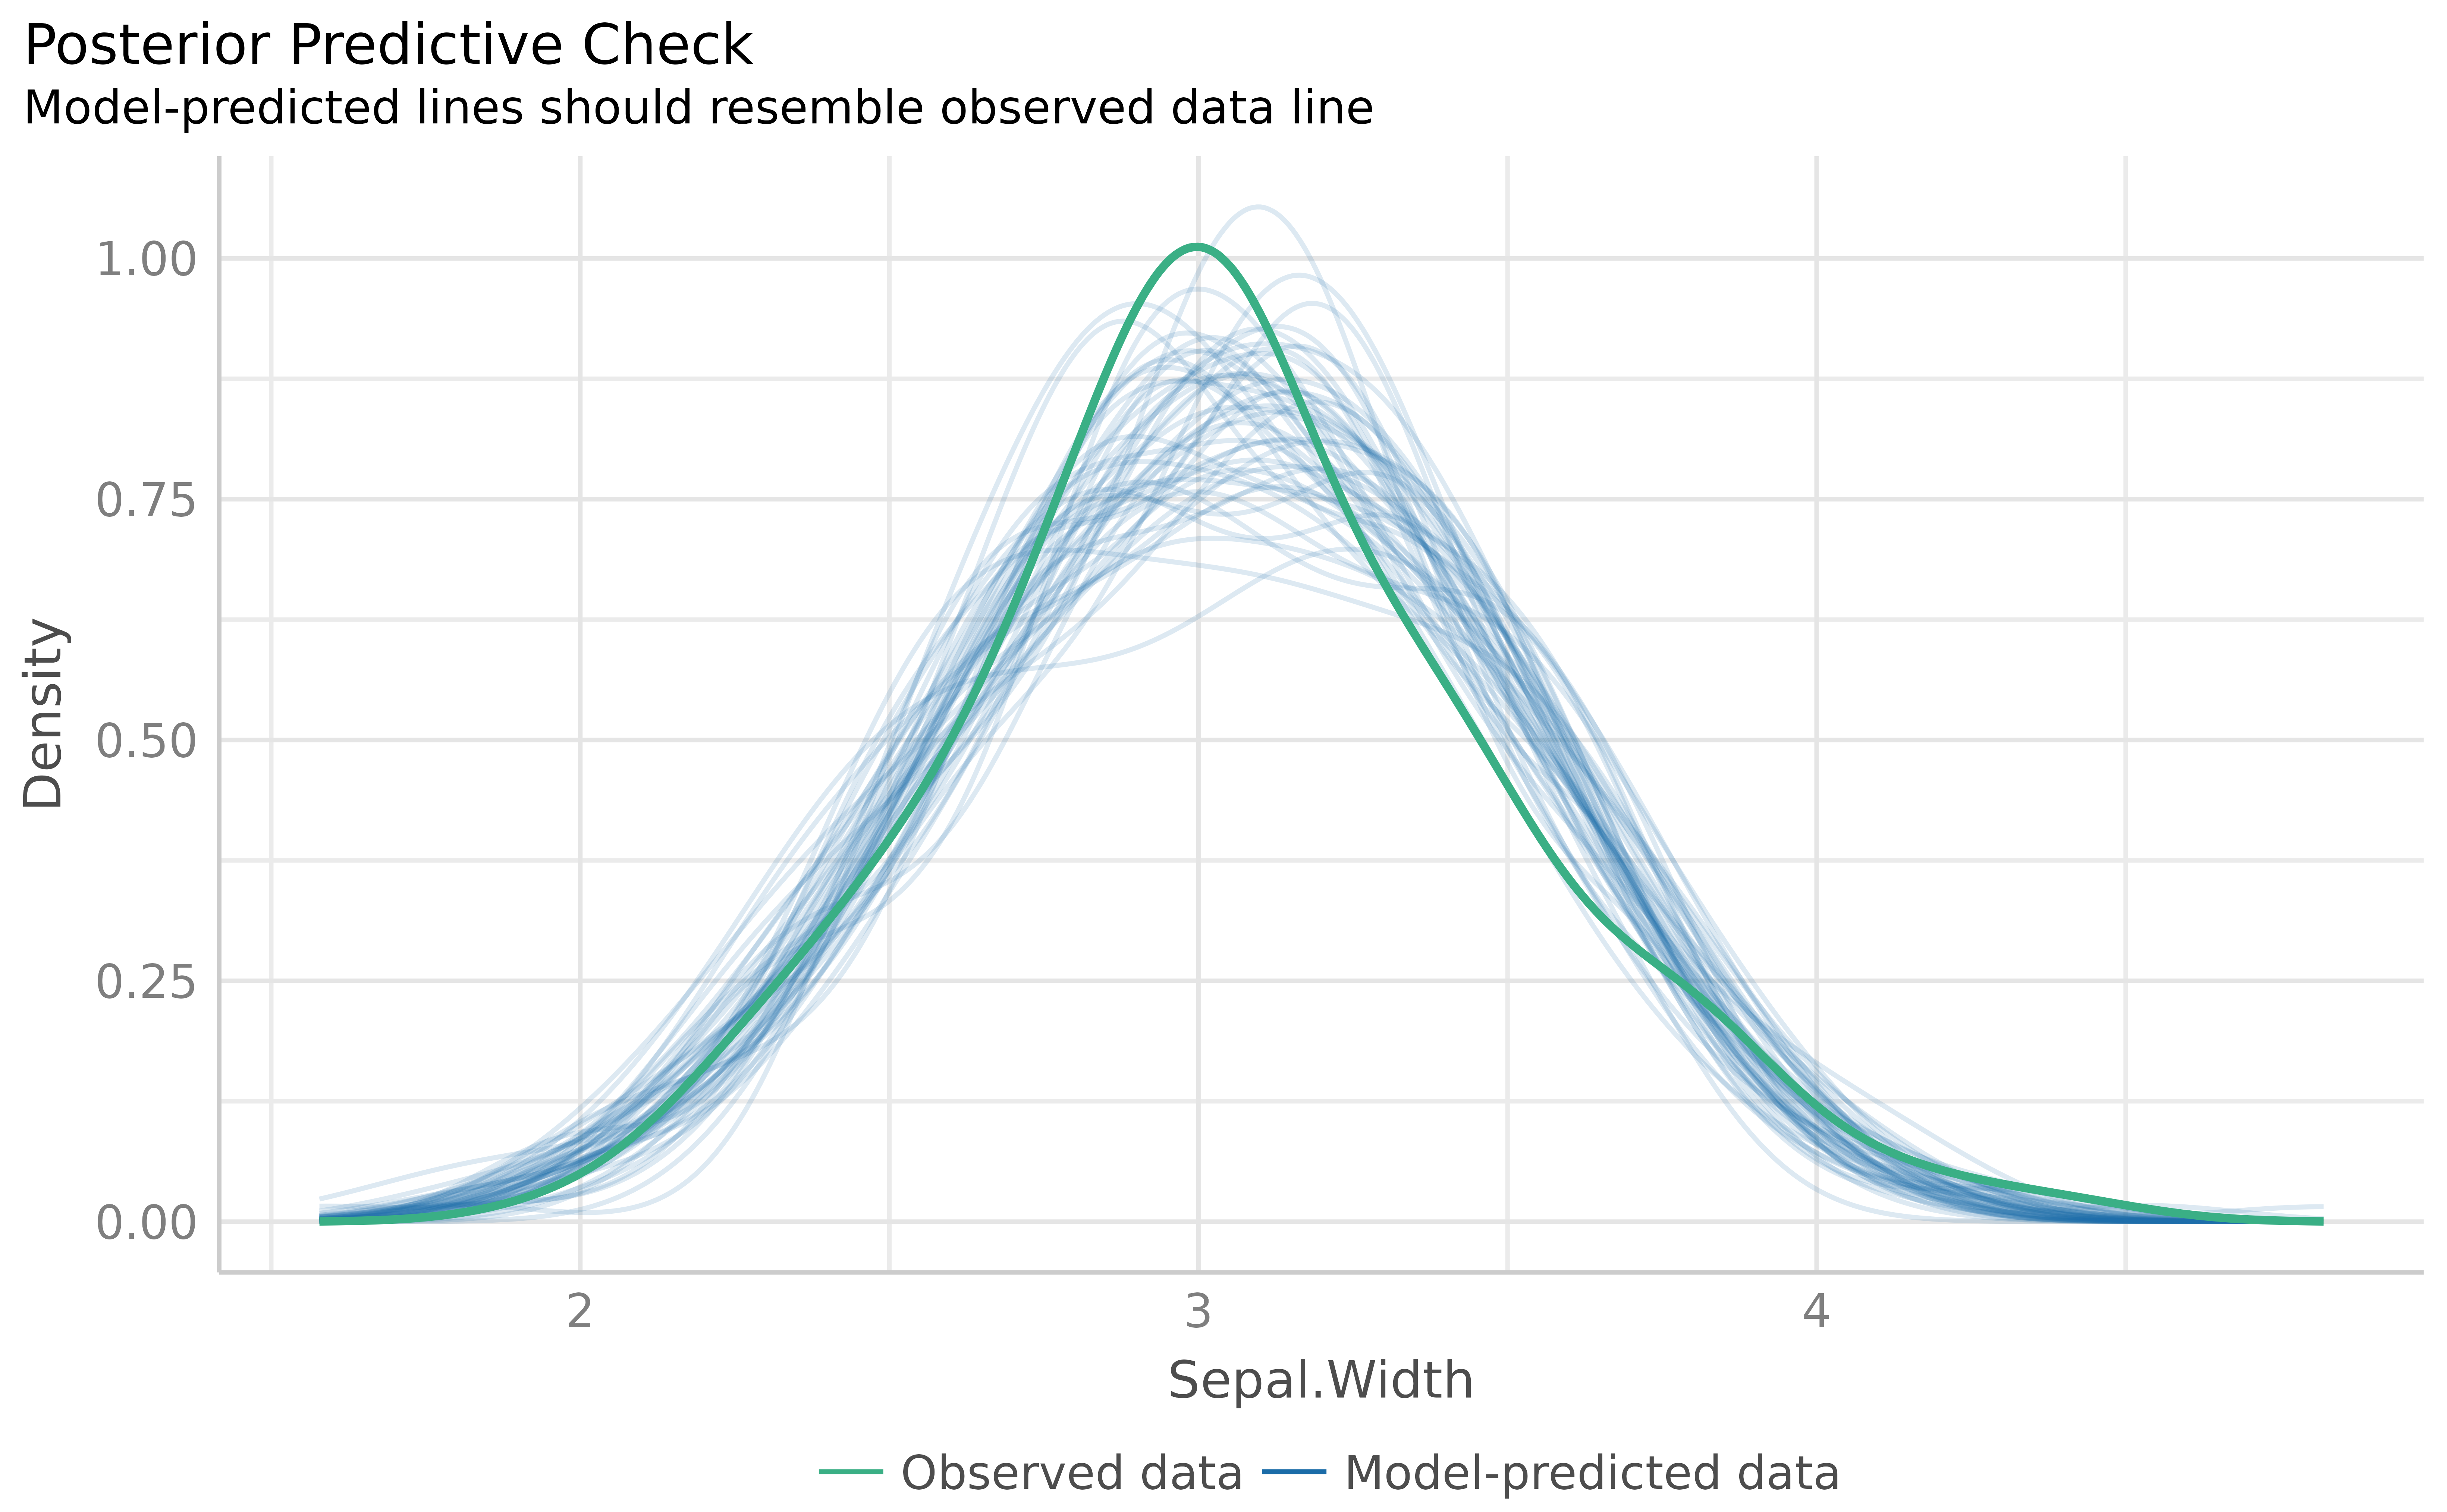 Posterior Predictive Check
Model-predicted lines should resemble observed data line
Density
1.00
0.75
0.50
0.25
0.00
2 3 4
Sepal.Width
Observed data Model-predicted data